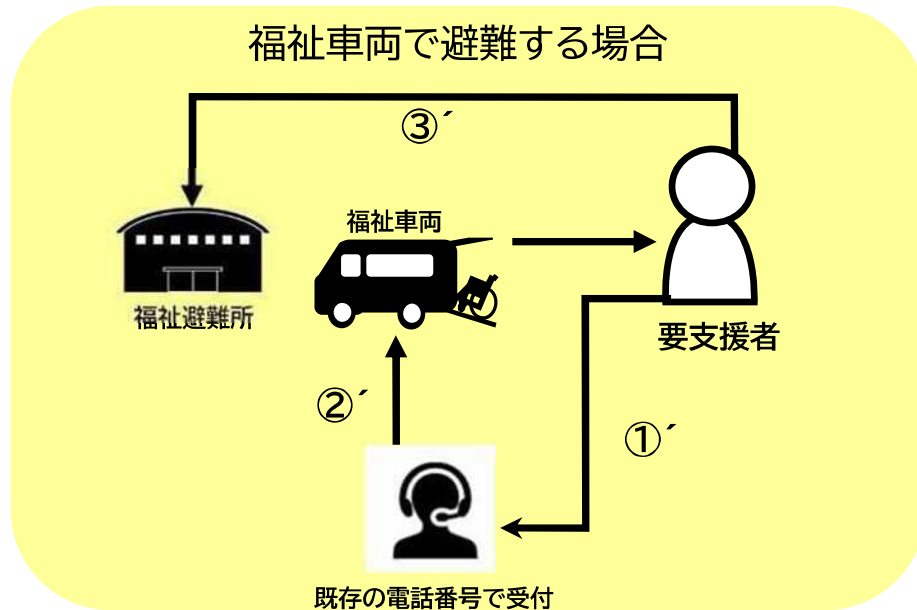 福祉車両で避難する場合
③´
福祉車両
福祉避難所
要支援者
②´
①´
既存の電話番号で受付